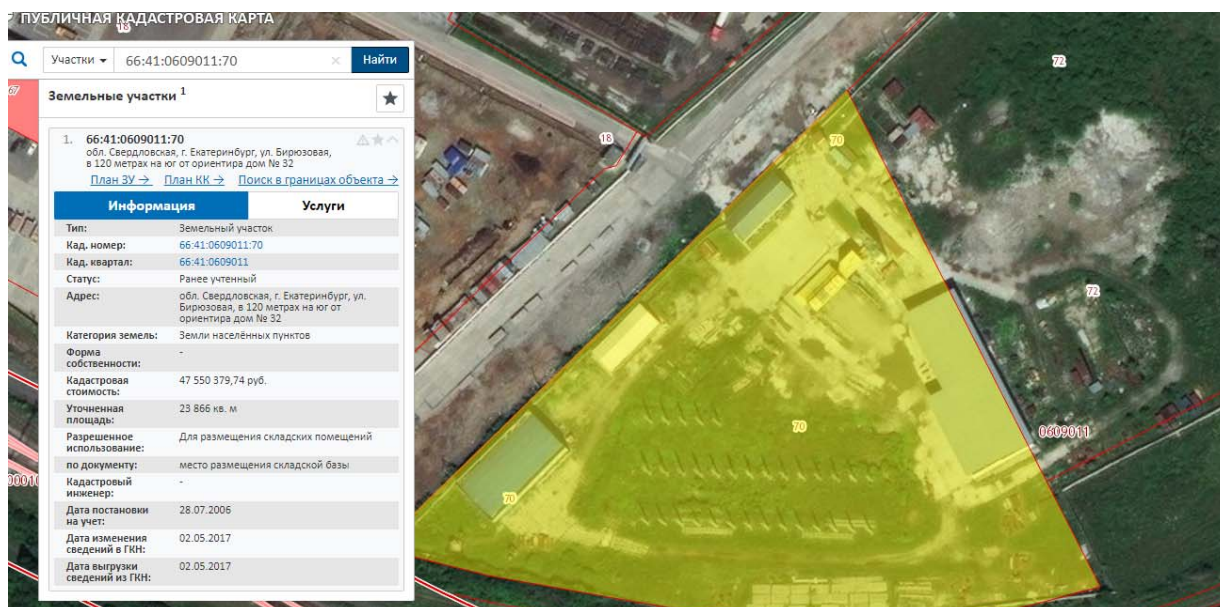 ПУБЛИЧНАЯ КАДАСТРОВАЯ КАРТА
18
Участки
66:41:0609011:70
×
Найти
67
Земельные участки 1
1. 66:41:0609011:70
обл. Свердловская, г. Екатеринбург, ул. Бирюзовая,
в 120 метрах на юг от ориентира дом № 32
План ЗУ → План КК → Поиск в границах объекта →
Информация Услуги
Тип: Земельный участок
Кад. номер: 66:41:0609011:70
Кад. квартал: 66:41:0609011
Статус: Ранее учтенный
Адрес: обл. Свердловская, г. Екатеринбург, ул.
Бирюзовая, в 120 метрах на юг от
ориентира дом № 32
Категория земель: Земли населённых пунктов
Форма
собственности: -
Кадастровая
стоимость: 47 550 379,74 руб.
Уточненная
площадь: 23 866 кв. м
Разрешенное
использование: Для размещения складских помещений
по документу: место размещения складской базы
Кадастровый
инженер: -
Дата постановки
на учет: 28.07.2006
Дата изменения
сведений в ГКН: 02.05.2017
Дата выгрузки
сведений из ГКН: 02.05.2017
72
18
70
72
70
0609011
70